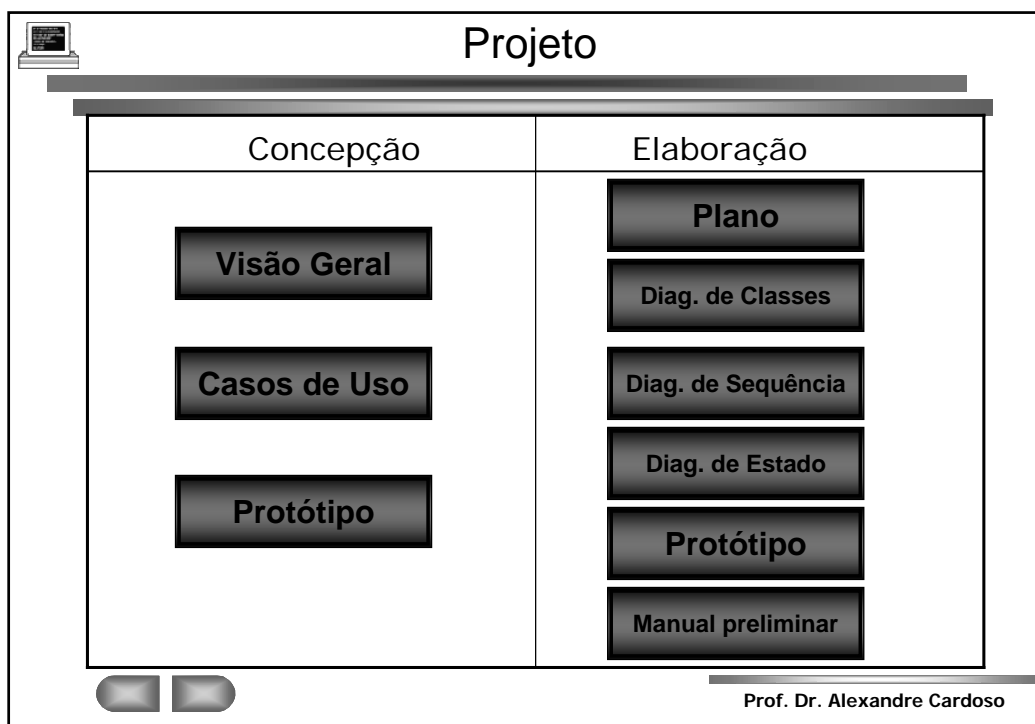 Projeto
Concepção
Visão Geral
Casos de Uso
Protótipo
Elaboração
Plano
Diag. de Classes
Diag. de Sequência
Diag. de Estado
Protótipo
Manual preliminar
Prof. Dr. Alexandre Cardoso